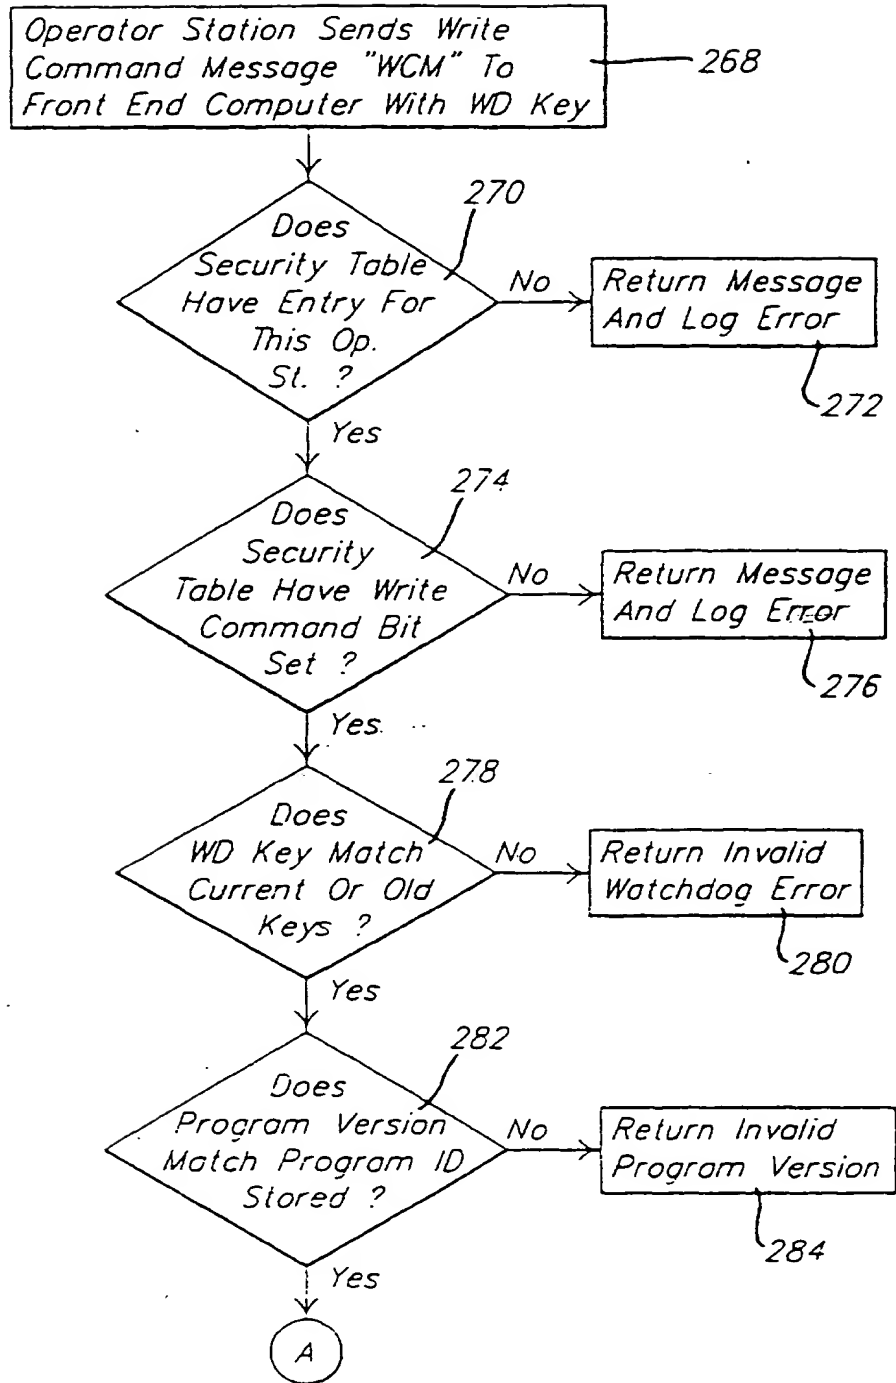 Operator Station Sends Write
Command Message "WCM" To
Front End Computer With WD Key
268
270
Does
Security Table
Have Entry For
This Op.
St. ?
No
Return Message
And Log Error
272
Yes
274
Does
Security
Table Have Write
Command Bit
Set ?
No
Return Message
And Log Error
276
Yes
278
Does
WD Key Match
Current Or Old
Keys ?
No
Return Invalid
Watchdog Error
280
Yes
282
Does
Program Version
Match Program ID
Stored ?
No
Return Invalid
Program Version
284
Yes
A